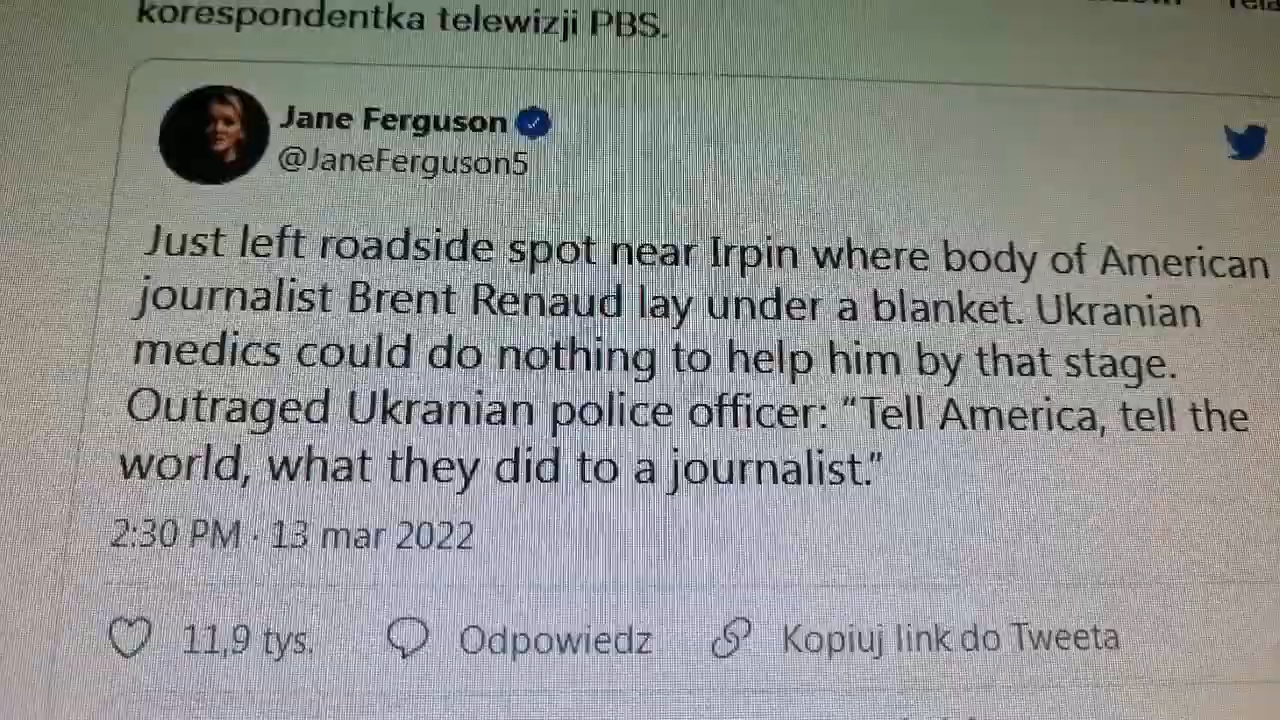 korespondentka telewizji PBS.
Jane Ferguson
@JaneFerguson5
Just left roadside spot near Irpin where body of American
journalist Brent Renaud lay under a blanket. Ukranian
medics could do nothing to help him by that stage.
Outraged Ukranian police officer: “Tell America, tell the
world, what they did to a journalist.”
2:30 PM · 13 mar 2022
11,9 tys.
Odpowiedz
Kopiuj link do Tweeta